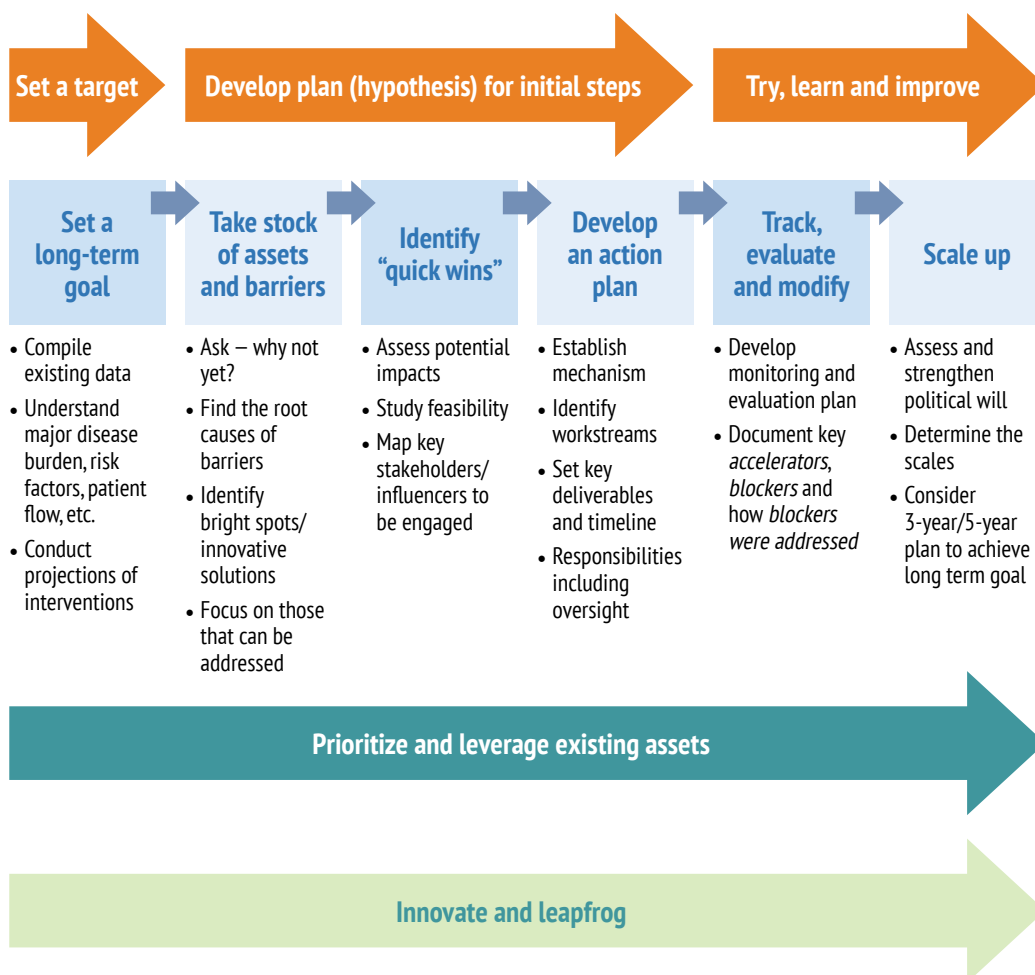 Set a target
Develop plan (hypothesis) for initial steps
Try, learn and improve
Set a
long-term
goal
Take stock
of assets
and barriers
Identify
“quick wins”
Develop
an action
plan
Track,
evaluate
and modify
Scale up
• Compile
existing data
• Understand
major disease
burden, risk
factors, patient
flow, etc.
• Conduct
projections of
interventions
• Ask – why not
yet?
• Find the root
causes of
barriers
• Identify
bright spots/
innovative
solutions
• Focus on those
that can be
addressed
• Assess potential
impacts
• Study feasibility
• Map key
stakeholders/
influencers to
be engaged
• Establish
mechanism
• Identify
workstreams
• Set key
deliverables
and timeline
• Responsibilities
including
oversight
• Develop
monitoring and
evaluation plan
• Document key
accelerators,
blockers and
how blockers
were addressed
• Assess and
strengthen
political will
• Determine the
scales
• Consider
3-year/5-year
plan to achieve
long term goal
Prioritize and leverage existing assets
Innovate and leapfrog